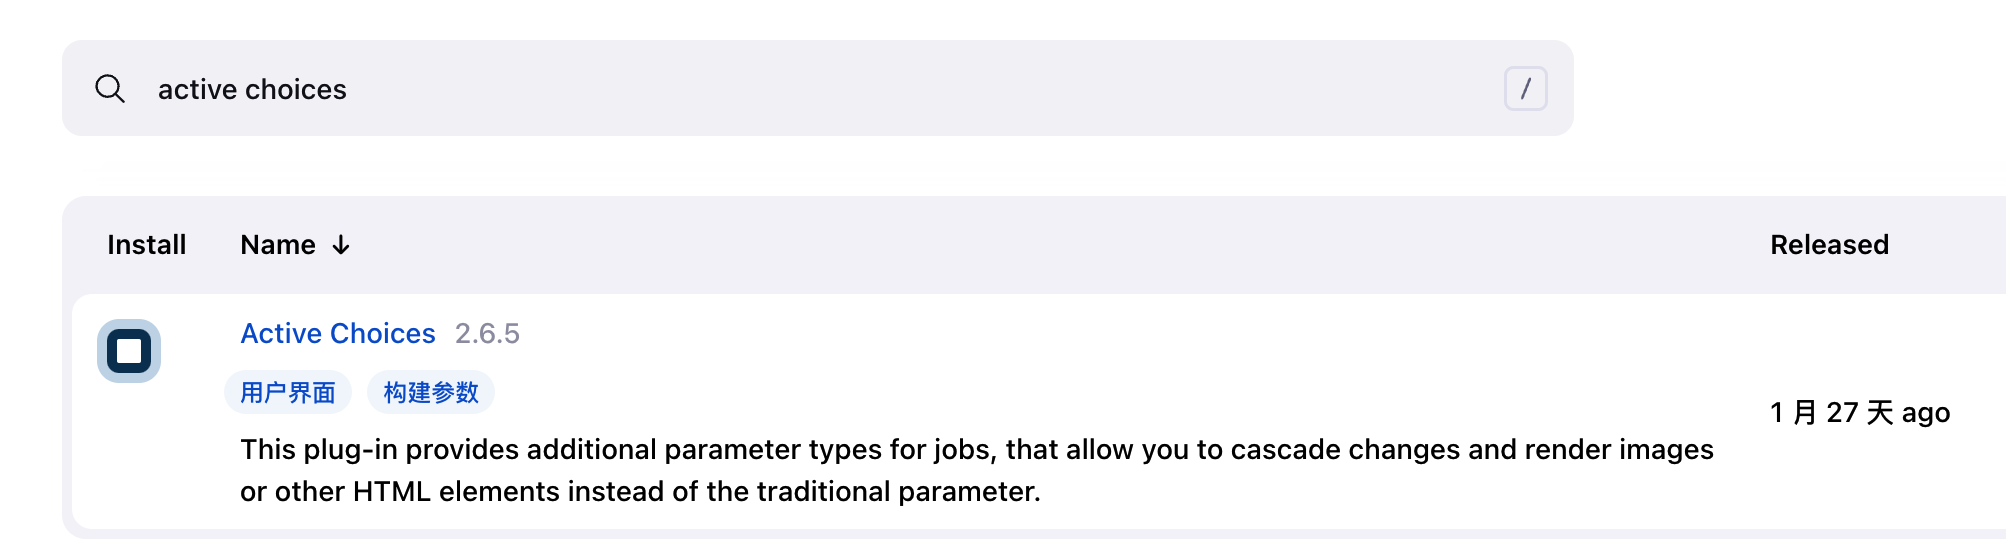 active choices /
Install Name ↓ Released
Active Choices 2.6.5
用户界面 构建参数
1 月 27 天 ago
This plug-in provides additional parameter types for jobs, that allow you to cascade changes and render images
or other HTML elements instead of the traditional parameter.